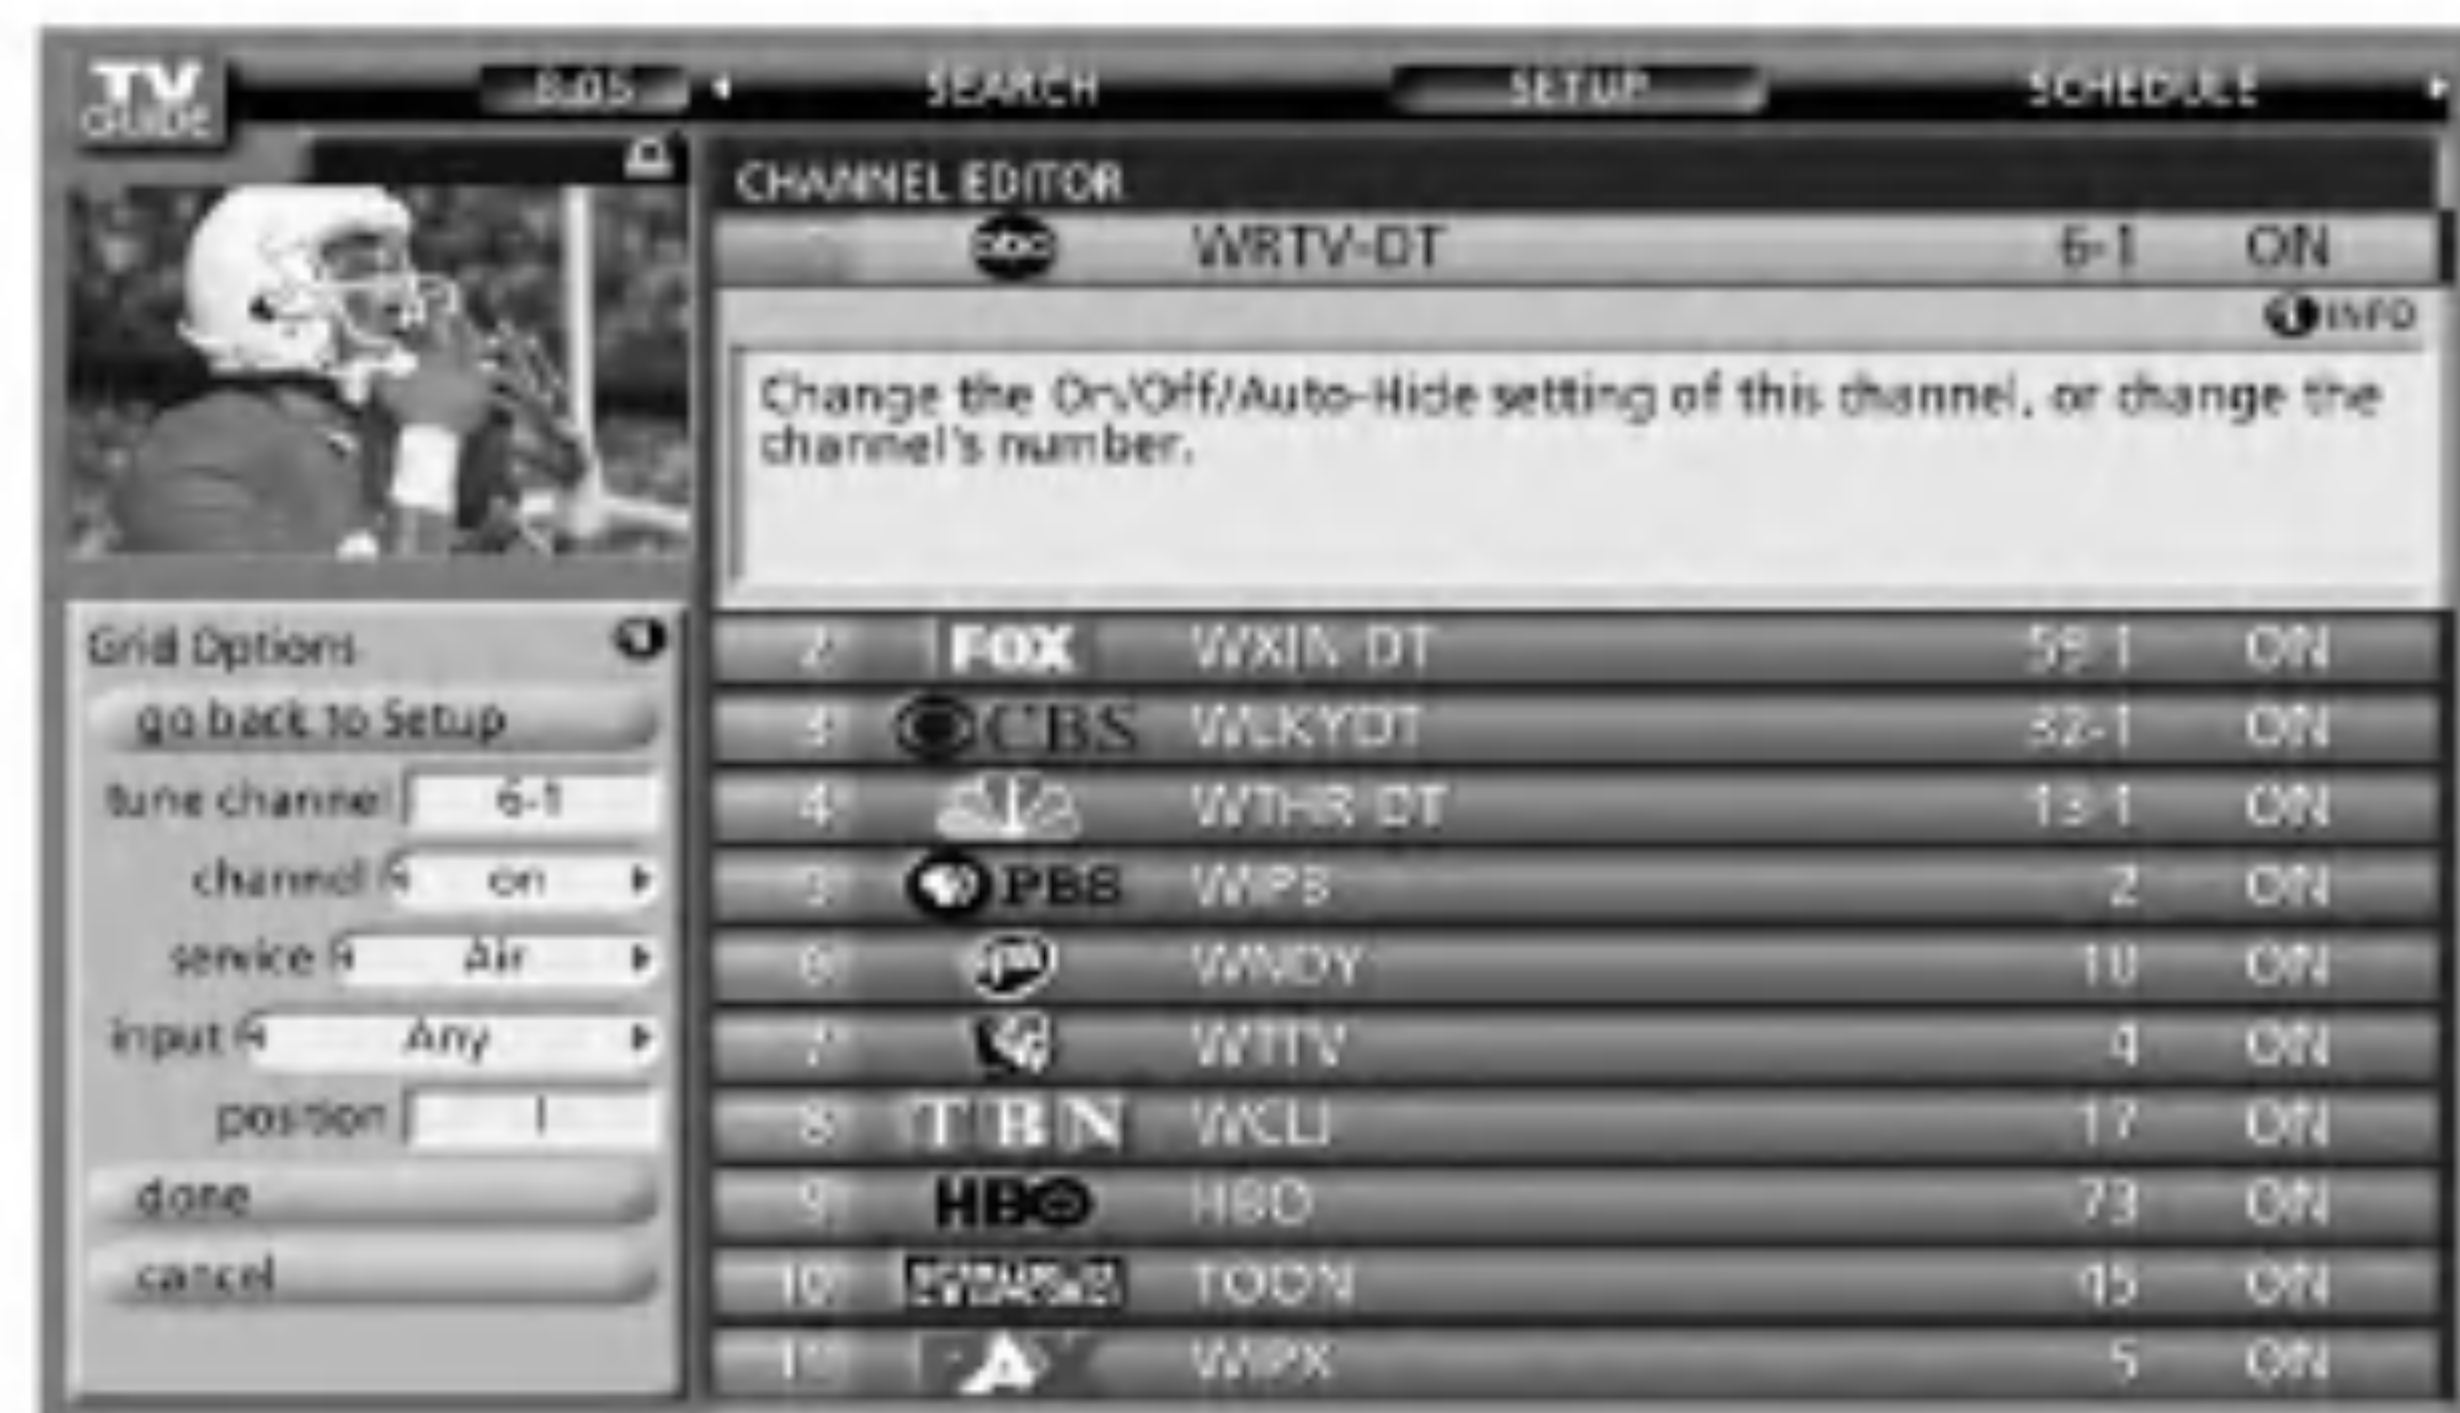 TV
GUIDE
8:05
SEARCH
SETUP
SCHEDULE
CHANNEL EDITOR
abc WRTV-DT 6-1 ON
INFO
Change the On/Off/Auto-Hide setting of this channel, or change the
channel's number.
Grid Options
go back to Setup
tune channel 6-1
channel on
service Air
input Any
position 1
done
cancel
2 FOX WXIN-DT 59-1 ON
3 CBS WLKYDT 32-1 ON
4 WTHR-DT 13-1 ON
5 PBS WIPB 2 ON
6 WNDY 10 ON
7 WTTV 4 ON
8 WCLJ 17 ON
9 HBO HBO 73 ON
10 TOON 45 ON
WIPX 5 ON